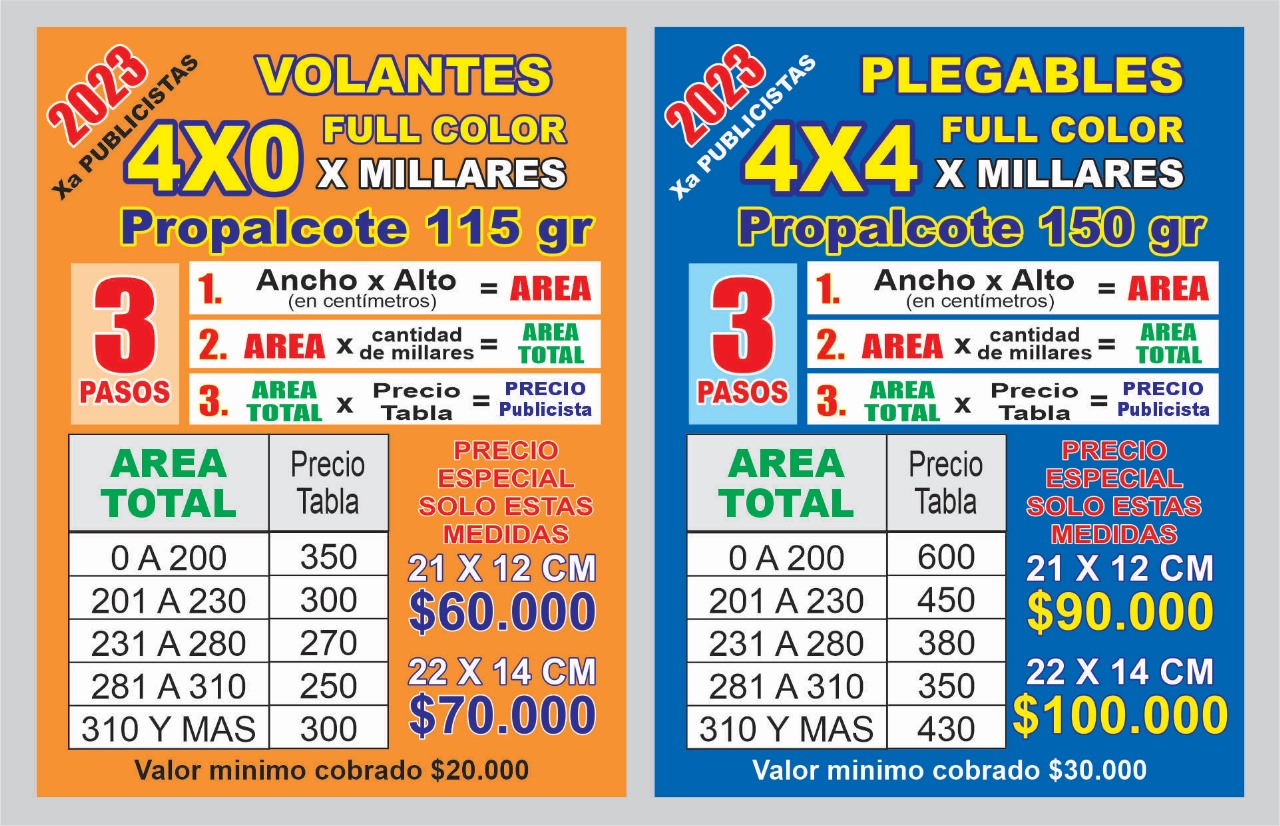 2023
Xa PUBLICISTAS
VOLANTES
4X0
FULL COLOR
X MILLARES
Propalcote 115 gr
3
PASOS
1. Ancho x Alto = AREA
(en centímetros)
2. AREA x cantidad de millares = AREA TOTAL
3. AREA TOTAL x Precio Tabla = PRECIO Publicista
AREA TOTAL Precio Tabla
0 A 200 350
201 A 230 300
231 A 280 270
281 A 310 250
310 Y MAS 300
PRECIO
ESPECIAL
SOLO ESTAS
MEDIDAS
21 X 12 CM
$60.000
22 X 14 CM
$70.000
Valor minimo cobrado $20.000
2023
Xa PUBLICISTAS
PLEGABLES
4X4
FULL COLOR
X MILLARES
Propalcote 150 gr
3
PASOS
1. Ancho x Alto = AREA
(en centímetros)
2. AREA x cantidad de millares = AREA TOTAL
3. AREA TOTAL x Precio Tabla = PRECIO Publicista
AREA TOTAL Precio Tabla
0 A 200 600
201 A 230 450
231 A 280 380
281 A 310 350
310 Y MAS 430
PRECIO
ESPECIAL
SOLO ESTAS
MEDIDAS
21 X 12 CM
$90.000
22 X 14 CM
$100.000
Valor minimo cobrado $30.000